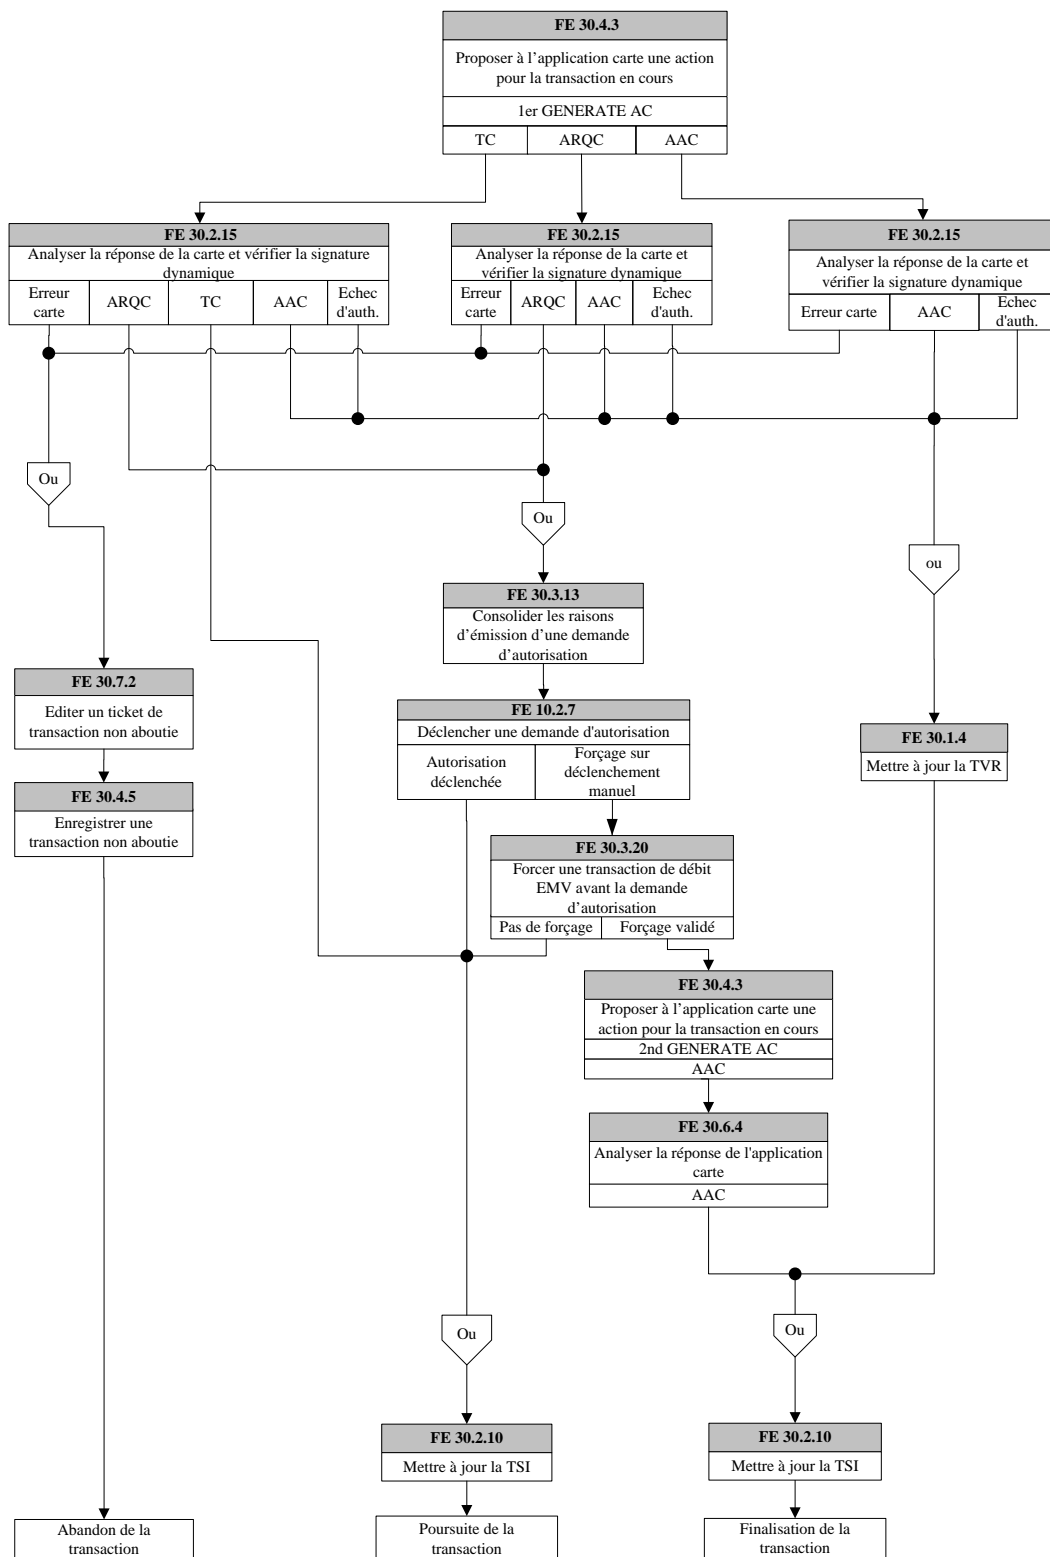 FE 30.4.3
Proposer à l’application carte une action
pour la transaction en cours
1er GENERATE AC
TC
ARQC
AAC
FE 30.2.15
Analyser la réponse de la carte et vérifier la signature
dynamique
Erreur
carte
ARQC
TC
AAC
Echec
d'auth.
FE 30.2.15
Analyser la réponse de la carte et
vérifier la signature dynamique
Erreur
carte
ARQC
AAC
Echec
d'auth.
FE 30.2.15
Analyser la réponse de la carte et
vérifier la signature dynamique
Erreur carte
AAC
Echec
d'auth.
Ou
Ou
ou
FE 30.3.13
Consolider les raisons
d’émission d’une demande
d’autorisation
FE 30.7.2
Editer un ticket de
transaction non aboutie
FE 10.2.7
Déclencher une demande d'autorisation
Autorisation
déclenchée
Forçage sur
déclenchement
manuel
FE 30.1.4
Mettre à jour la TVR
FE 30.4.5
Enregistrer une
transaction non aboutie
FE 30.3.20
Forcer une transaction de débit
EMV avant la demande
d’autorisation
Pas de forçage
Forçage validé
FE 30.4.3
Proposer à l’application carte une
action pour la transaction en cours
2nd GENERATE AC
AAC
FE 30.6.4
Analyser la réponse de l'application
carte
AAC
Ou
Ou
FE 30.2.10
Mettre à jour la TSI
FE 30.2.10
Mettre à jour la TSI
Abandon de la
transaction
Poursuite de la
transaction
Finalisation de la
transaction